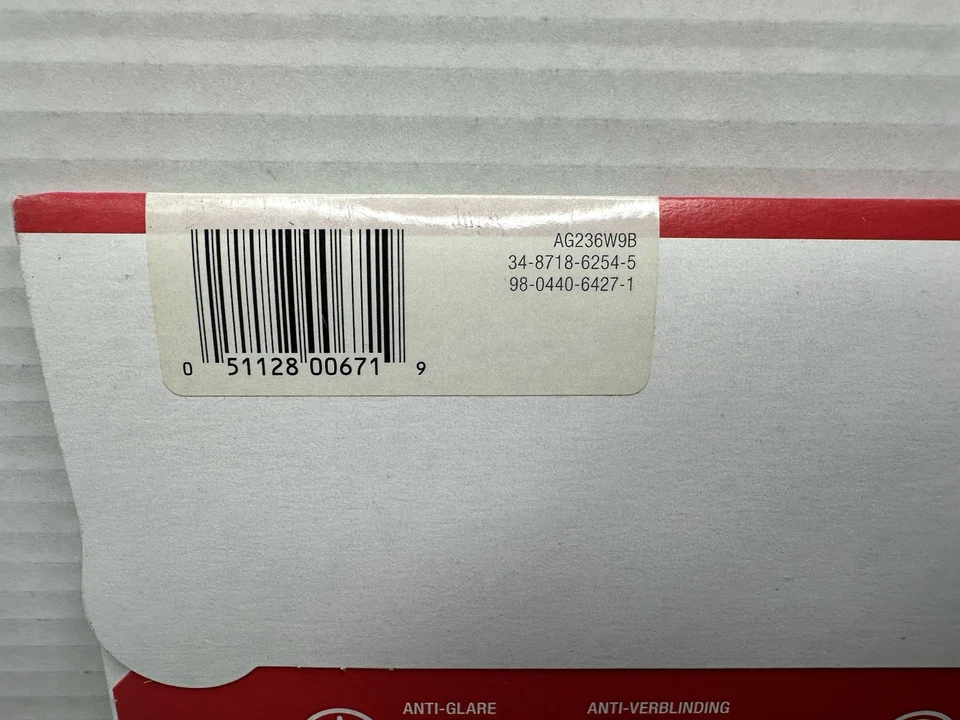 AG236W9B
34-8718-6254-5
98-0440-6427-1
0 51128 00671 9
ANTI-GLARE
ANTI-VERBLINDING